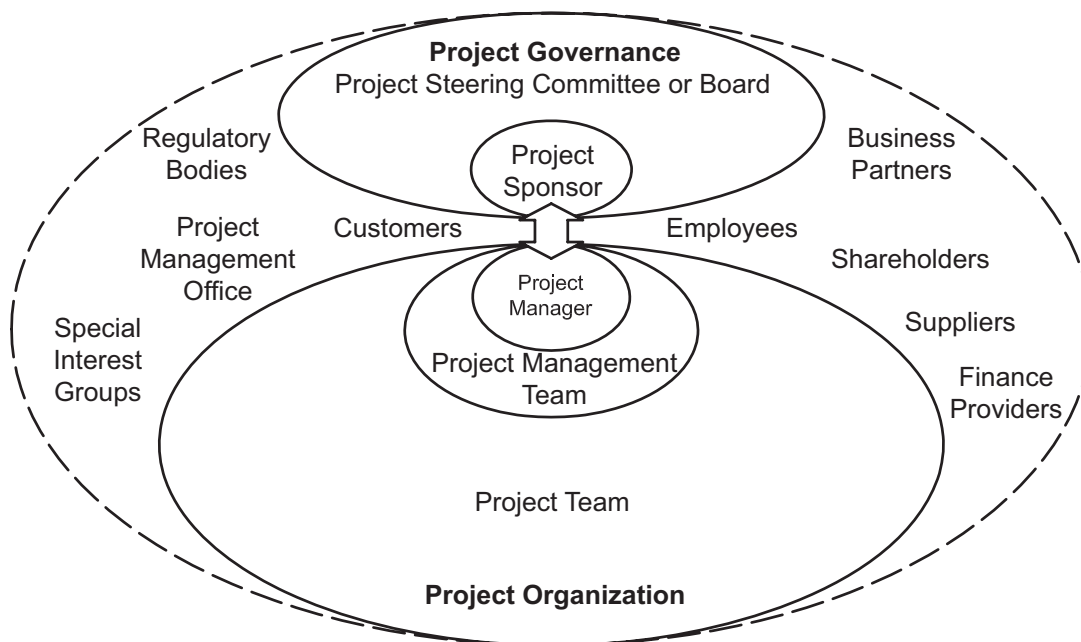 Project Governance
Project Steering Committee or Board
Regulatory
Bodies
Project
Sponsor
Business
Partners
Project
Management
Office
Customers
Employees
Shareholders
Project
Manager
Special
Interest
Groups
Suppliers
Project Management
Team
Finance
Providers
Project Team
Project Organization